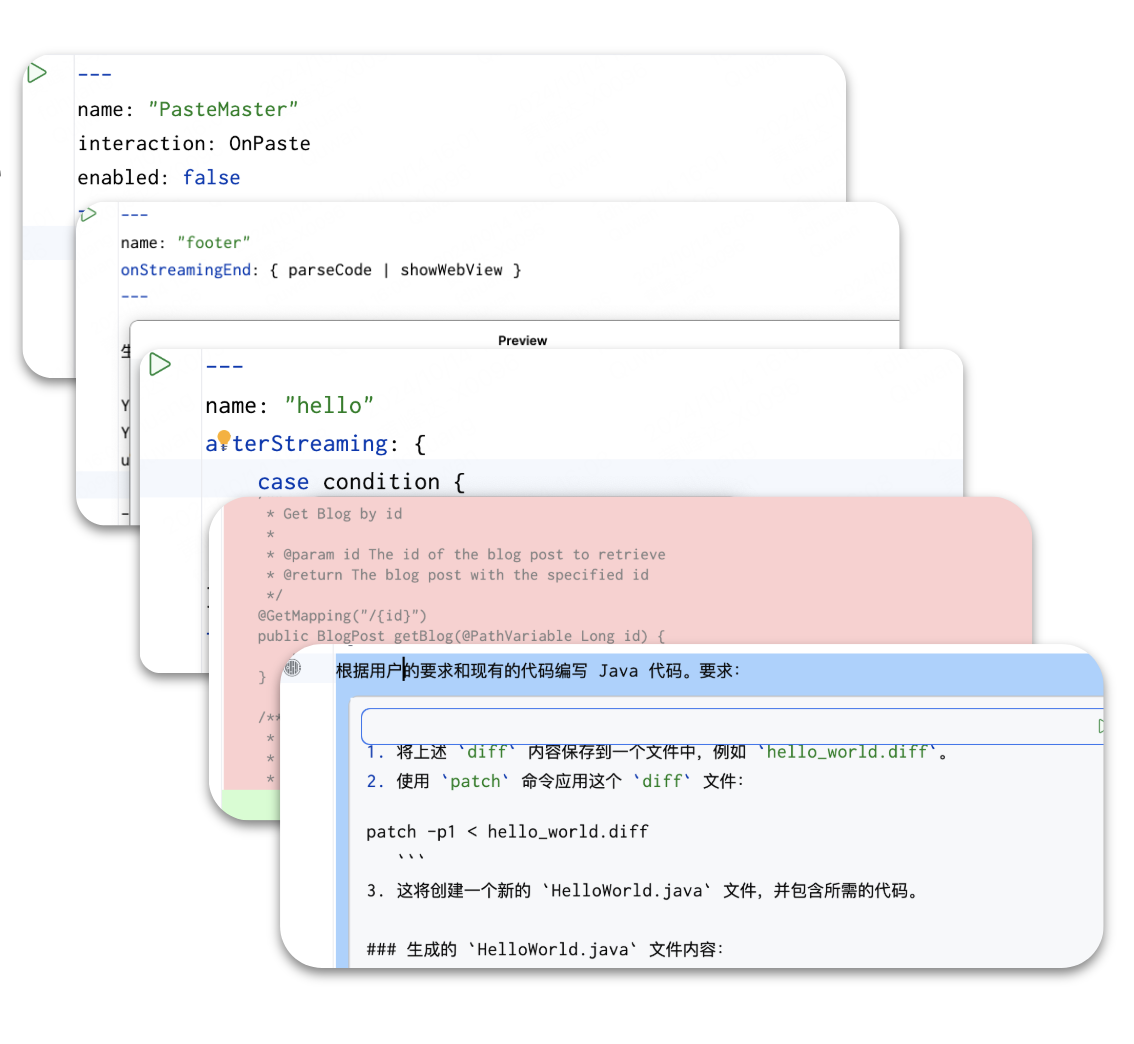 ---
name: "PasteMaster"
interaction: OnPaste
enabled: false
---
name: "footer"
onStreamingEnd: { parseCode | showWebView }
---
Preview
---
name: "hello"
afterStreaming: {
case condition {
* Get Blog by id
*
* @param id The id of the blog post to retrieve
* @return The blog post with the specified id
*/
@GetMapping("/{id}")
public BlogPost getBlog(@PathVariable Long id) {
}
/**
*
*
*
根据用户的要求和现有的代码编写 Java 代码。要求:
1. 将上述 `diff` 内容保存到一个文件中，例如 `hello_world.diff`。
2. 使用 `patch` 命令应用这个 `diff` 文件:
patch -p1 < hello_world.diff
```
3. 这将创建一个新的 `HelloWorld.java` 文件，并包含所需的代码。
### 生成的 `HelloWorld.java` 文件内容: